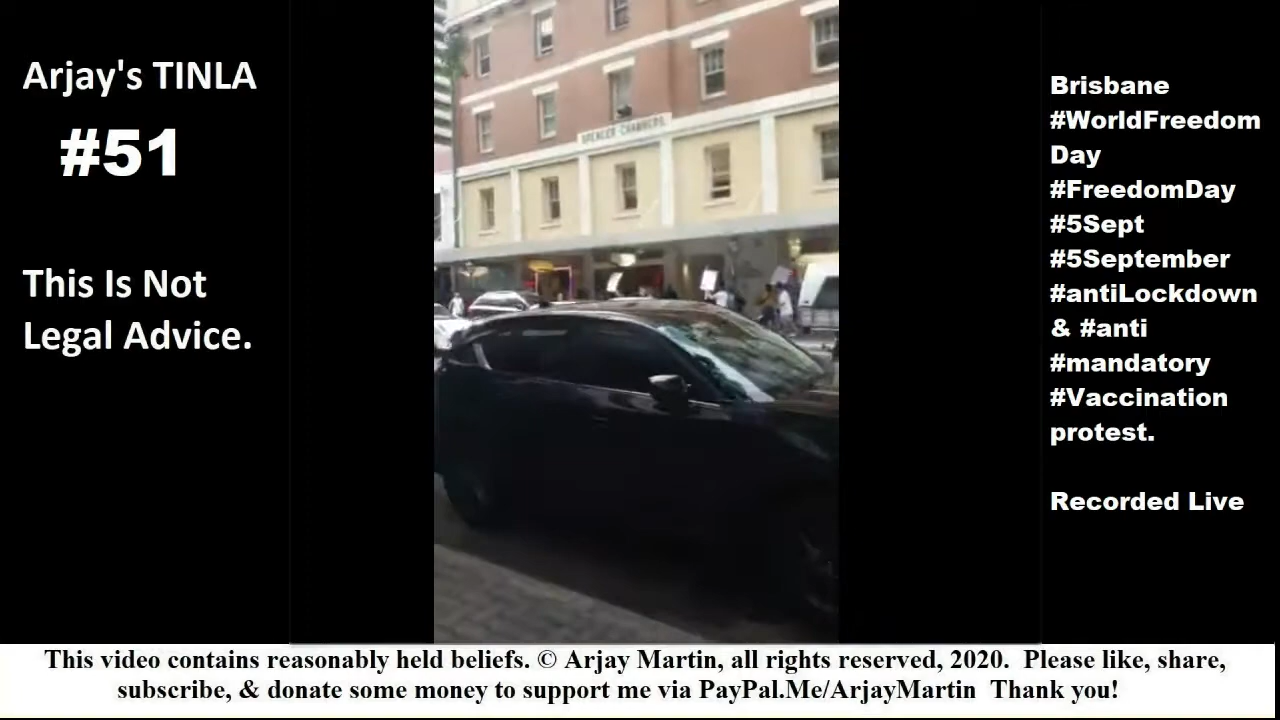 Arjay's TINLA
#51
This Is Not
Legal Advice.
SPENCER CHAMBERS
Brisbane
#WorldFreedom
Day
#FreedomDay
#5Sept
#5September
#antiLockdown
& #anti
#mandatory
#Vaccination
protest.
Recorded Live
This video contains reasonably held beliefs. © Arjay Martin, all rights reserved, 2020.  Please like, share,
subscribe, & donate some money to support me via PayPal.Me/ArjayMartin  Thank you!